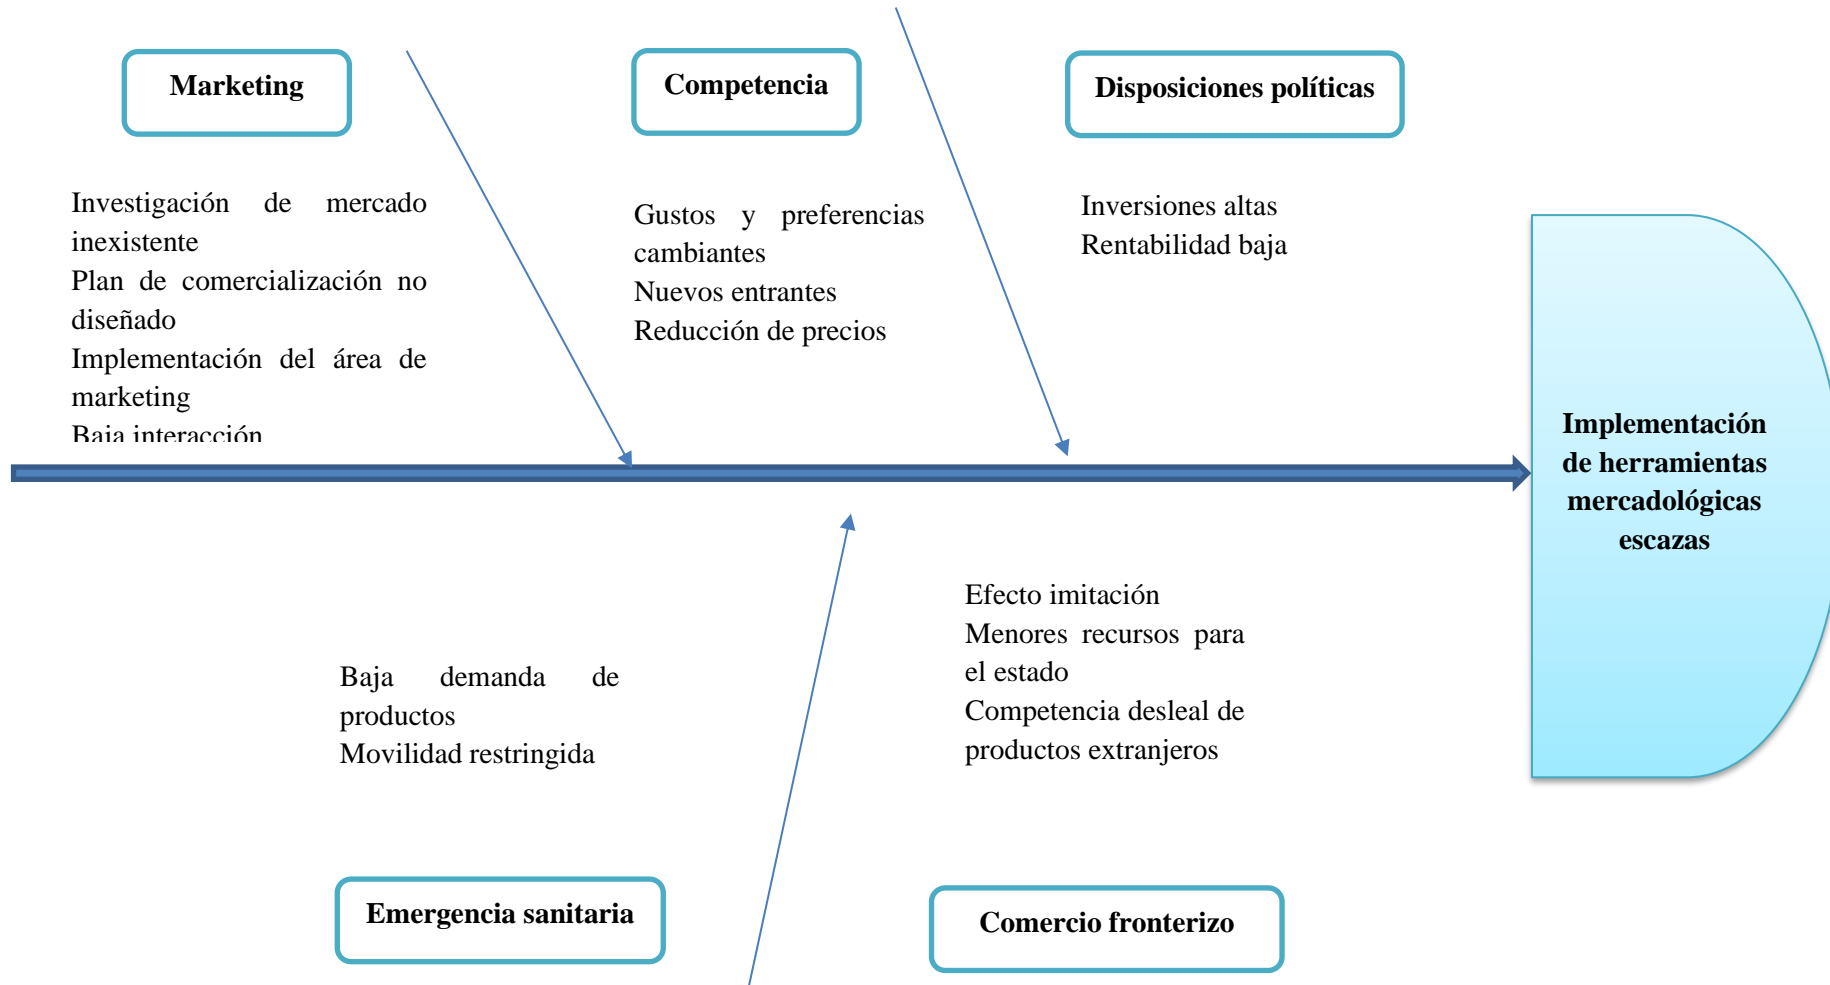 Marketing
Competencia
Disposiciones políticas
Investigación de mercado
inexistente
Plan de comercialización no
diseñado
Implementación del área de
marketing
Baja interacción
Gustos y preferencias
cambiantes
Nuevos entrantes
Reducción de precios
Inversiones altas
Rentabilidad baja
Implementación
de herramientas
mercadológicas
escazas
Baja demanda de
productos
Movilidad restringida
Efecto imitación
Menores recursos para
el estado
Competencia desleal de
productos extranjeros
Emergencia sanitaria
Comercio fronterizo